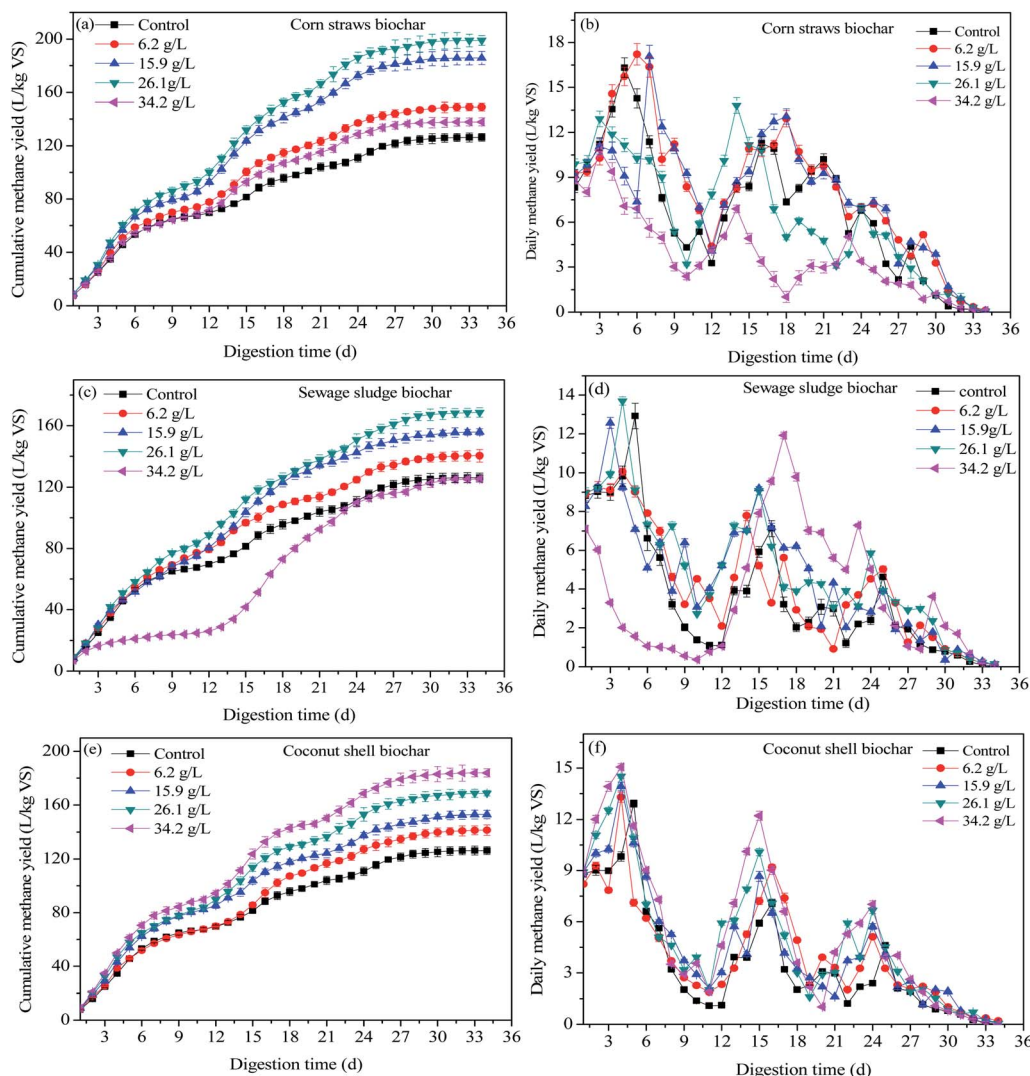 (a) Corn straws biochar
Control
6.2 g/L
15.9 g/L
26.1g/L
34.2 g/L
Cumulative methane yield (L/kg VS)
200
160
120
80
40
0
3 6 9 12 15 18 21 24 27 30 33 36
Digestion time (d)
(b) Corn straws biochar
Control
6.2 g/L
15.9 g/L
26.1 g/L
34.2 g/L
Daily methane yield (L/kg VS)
18
15
12
9
6
3
0
3 6 9 12 15 18 21 24 27 30 33 36
Digestion time (d)
(c) Sewage sludge biochar
Control
6.2 g/L
15.9 g/L
26.1 g/L
34.2 g/L
Cumulative methane yield (L/kg VS)
160
120
80
40
0
3 6 9 12 15 18 21 24 27 30 33 36
Digestion time (d)
(d) Sewage sludge biochar
control
6.2 g/L
15.9g/L
26.1 g/L
34.2 g/L
Daily methane yield (L/kg VS)
14
12
10
8
6
4
2
0
3 6 9 12 15 18 21 24 27 30 33 36
Digestion time (d)
(e) Coconut shell biochar
Control
6.2 g/L
15.9 g/L
26.1 g/L
34.2 g/L
Cumulative methane yield (L/kg VS)
200
160
120
80
40
0
3 6 9 12 15 18 21 24 27 30 33 36
Digestion time (d)
(f) Coconut shell biochar
Control
6.2 g/L
15.9 g/L
26.1 g/L
34.2 g/L
Daily methane yield (L/kg VS)
15
12
9
6
3
0
3 6 9 12 15 18 21 24 27 30 33 36
Digestion time (d)